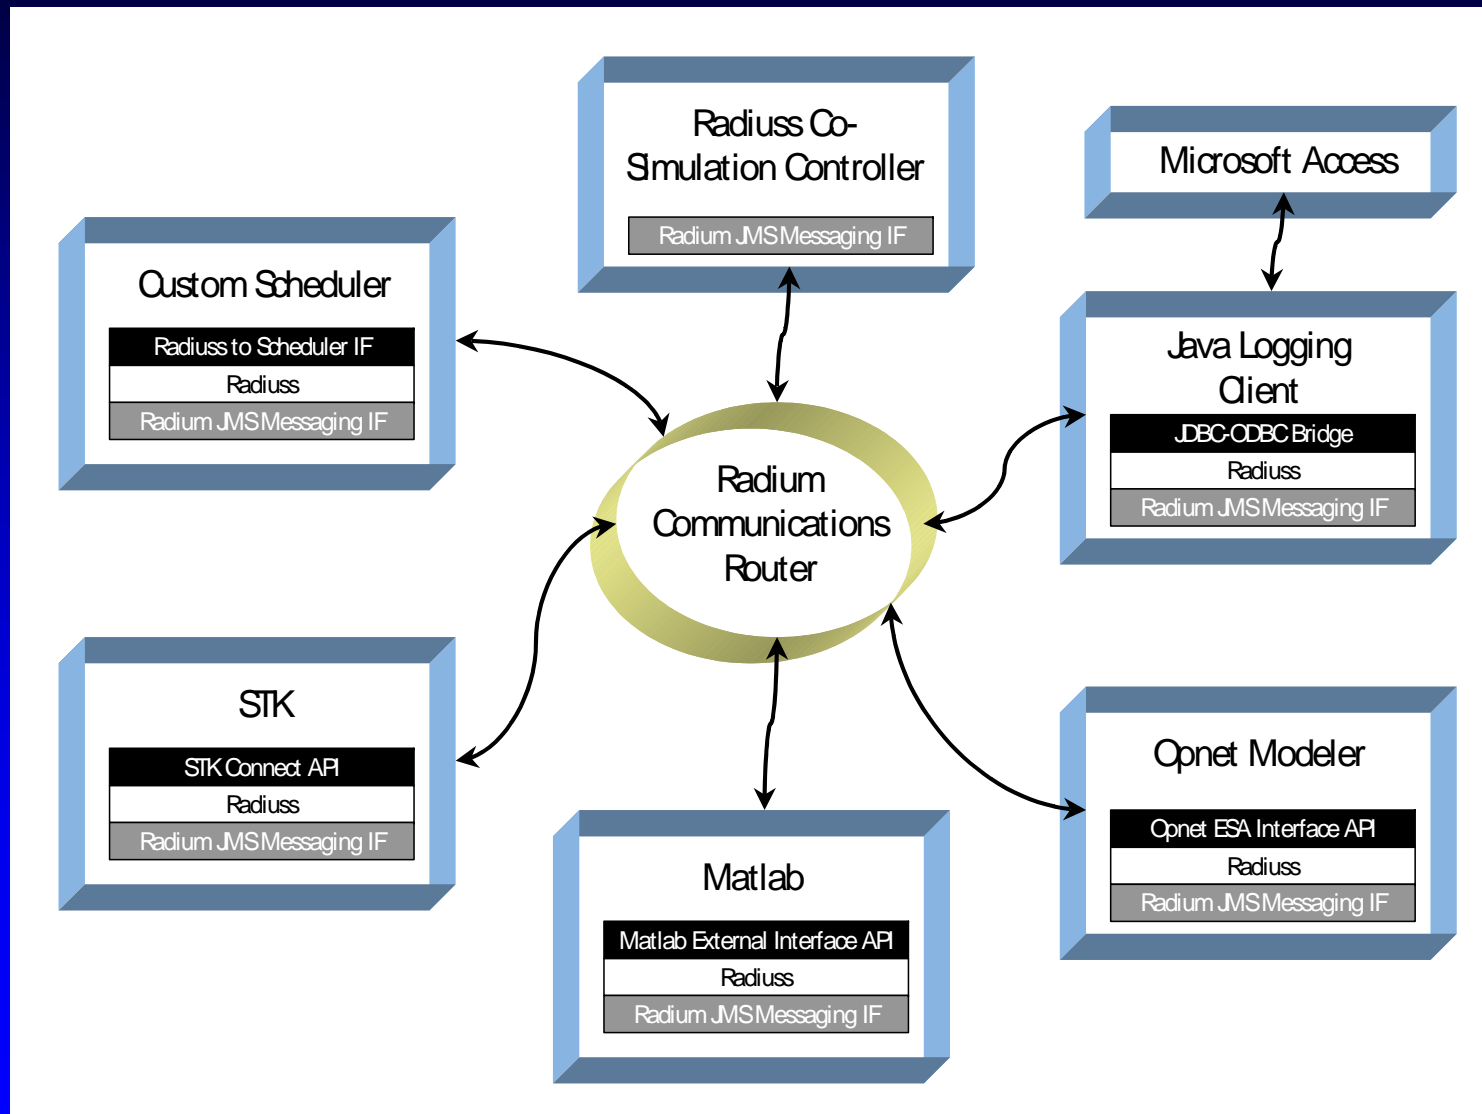 Radiuss Co-
Simulation Controller
Radium JMS Messaging IF
Microsoft Access
Custom Scheduler
Radiuss to Scheduler IF
Radiuss
Radium JMS Messaging IF
Java Logging
Client
JDBC-ODBC Bridge
Radiuss
Radium JMS Messaging IF
Radium
Communications
Router
STK
STK Connect API
Radiuss
Radium JMS Messaging IF
Matlab
Matlab External Interface API
Radiuss
Radium JMS Messaging IF
Opnet Modeler
Opnet ESA Interface API
Radiuss
Radium JMS Messaging IF